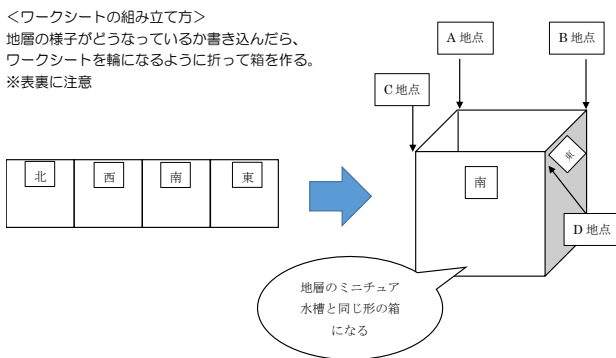 ＜ワークシートの組み立て方＞
地層の様子がどうなっているか書き込んだら、
ワークシートを輪になるように折って箱を作る。
※表裏に注意
A 地点
B 地点
C 地点
北
西
南
東
南
東
D 地点
地層のミニチュア
水槽と同じ形の箱
になる